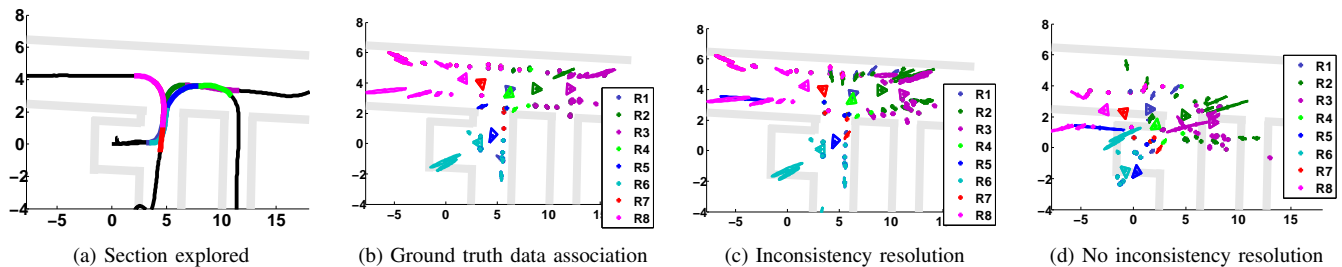 8
6
4
2
0
−2
−4
−5
0
5
10
15
(a) Section explored
8
6
4
2
0
−2
−4
−5
0
5
10
15
R1
R2
R3
R4
R5
R6
R7
R8
(b) Ground truth data association
8
6
4
2
0
−2
−4
−5
0
5
10
15
R1
R2
R3
R4
R5
R6
R7
R8
(c) Inconsistency resolution
8
6
4
2
0
−2
−4
−5
0
5
10
15
R1
R2
R3
R4
R5
R6
R7
R8
(d) No inconsistency resolution